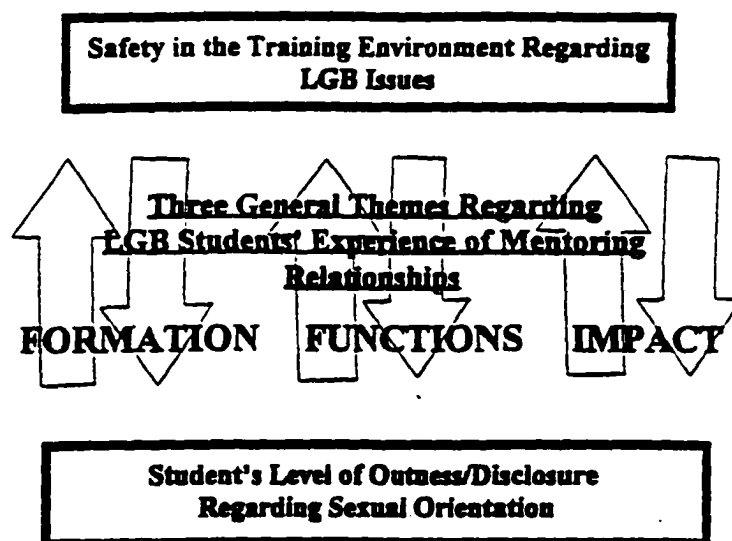 Safety in the Training Environment Regarding
LGB Issues
Three General Themes Regarding
LGB Students' Experience of Mentoring
Relationships
FORMATION FUNCTIONS IMPACT
Student's Level of Outness/Disclosure
Regarding Sexual Orientation